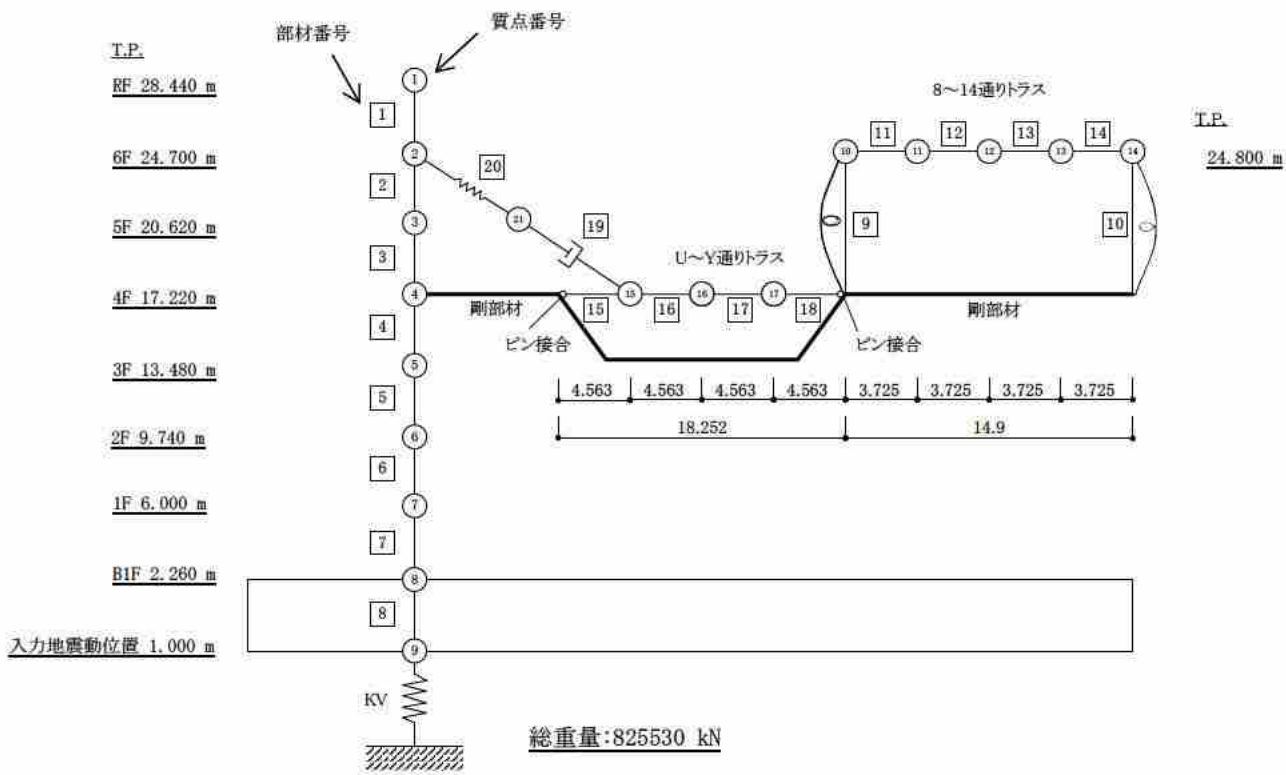 部材番号
質点番号
T.P.
RF 28.440 m
6F 24.700 m
5F 20.620 m
4F 17.220 m
3F 13.480 m
2F 9.740 m
1F 6.000 m
B1F 2.260 m
入力地震動位置 1.000 m
1
2
3
4
5
6
7
8
1
2
3
4
5
6
7
8
9
KV
20
21
19
U～Y通りトラス
15
16
17
剛部材
15
16
17
18
ピン接合
ピン接合
8～14通りトラス
11
12
13
14
10
11
12
13
14
9
10
剛部材
T.P.
24.800 m
4.563
4.563
4.563
4.563
3.725
3.725
3.725
3.725
18.252
14.9
総重量:825530 kN